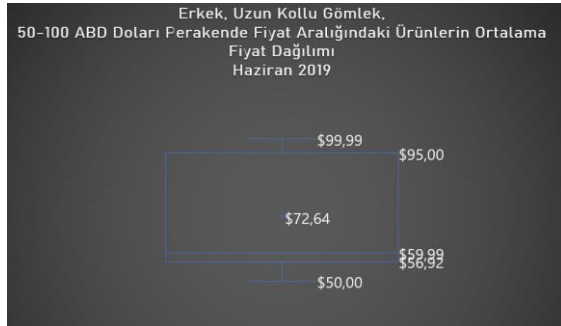 Erkek, Uzun Kollu Gömlek,
50-100 ABD Doları Perakende Fiyat Aralığındaki Ürünlerin Ortalama
Fiyat Dağılımı
Haziran 2019
$99,99
$95,00
$72,64
$59,99
$56,92
$50,00